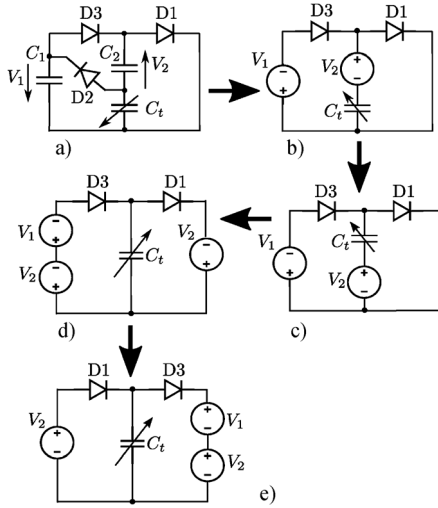 D3 D1 D3 D1
C₁ C₂
V₁ V₂ V₂
D2 V₁
Cₜ Cₜ
a) b)
D3 D1 D3 D1
V₁ Cₜ
V₂ V₁
V₂ Cₜ V₂
d) c)
D1 D3
V₂ V₁
Cₜ
V₂
e)